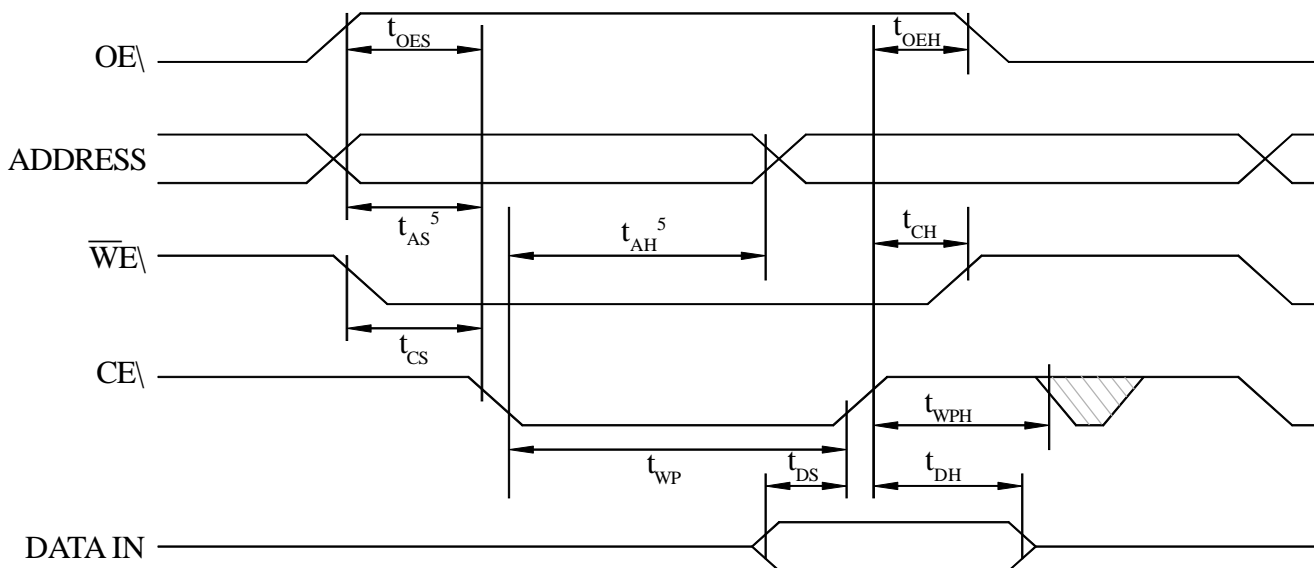 t_OES
t_OEH
OE\
ADDRESS
t_AS^5
t_AH^5
t_CH
W̅E\
t_CS
CE\
t_WPH
t_WP
t_DS
t_DH
DATA IN